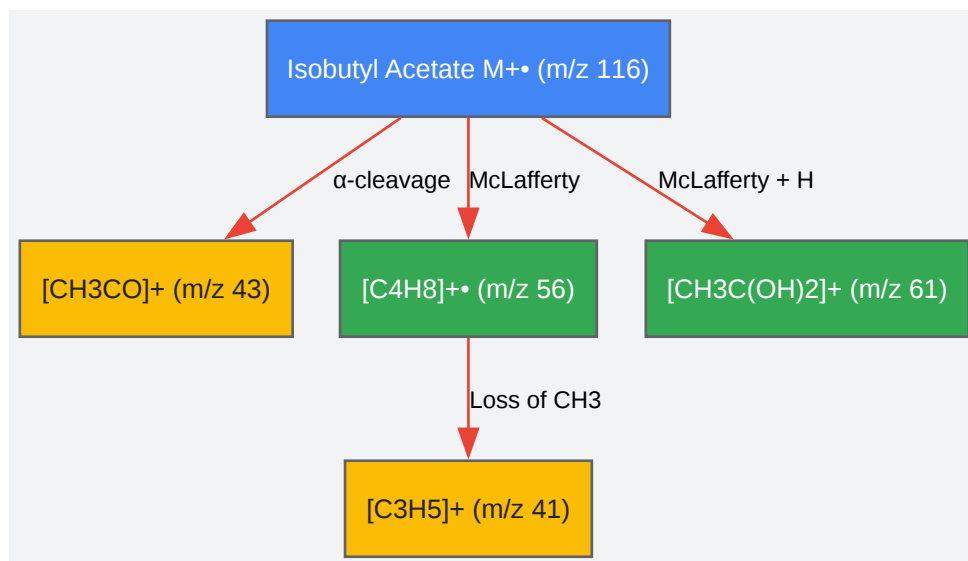 Isobutyl Acetate M+• (m/z 116)
α-cleavage
McLafferty
McLafferty + H
[CH3CO]+ (m/z 43)
[C4H8]+• (m/z 56)
[CH3C(OH)2]+ (m/z 61)
Loss of CH3
[C3H5]+ (m/z 41)